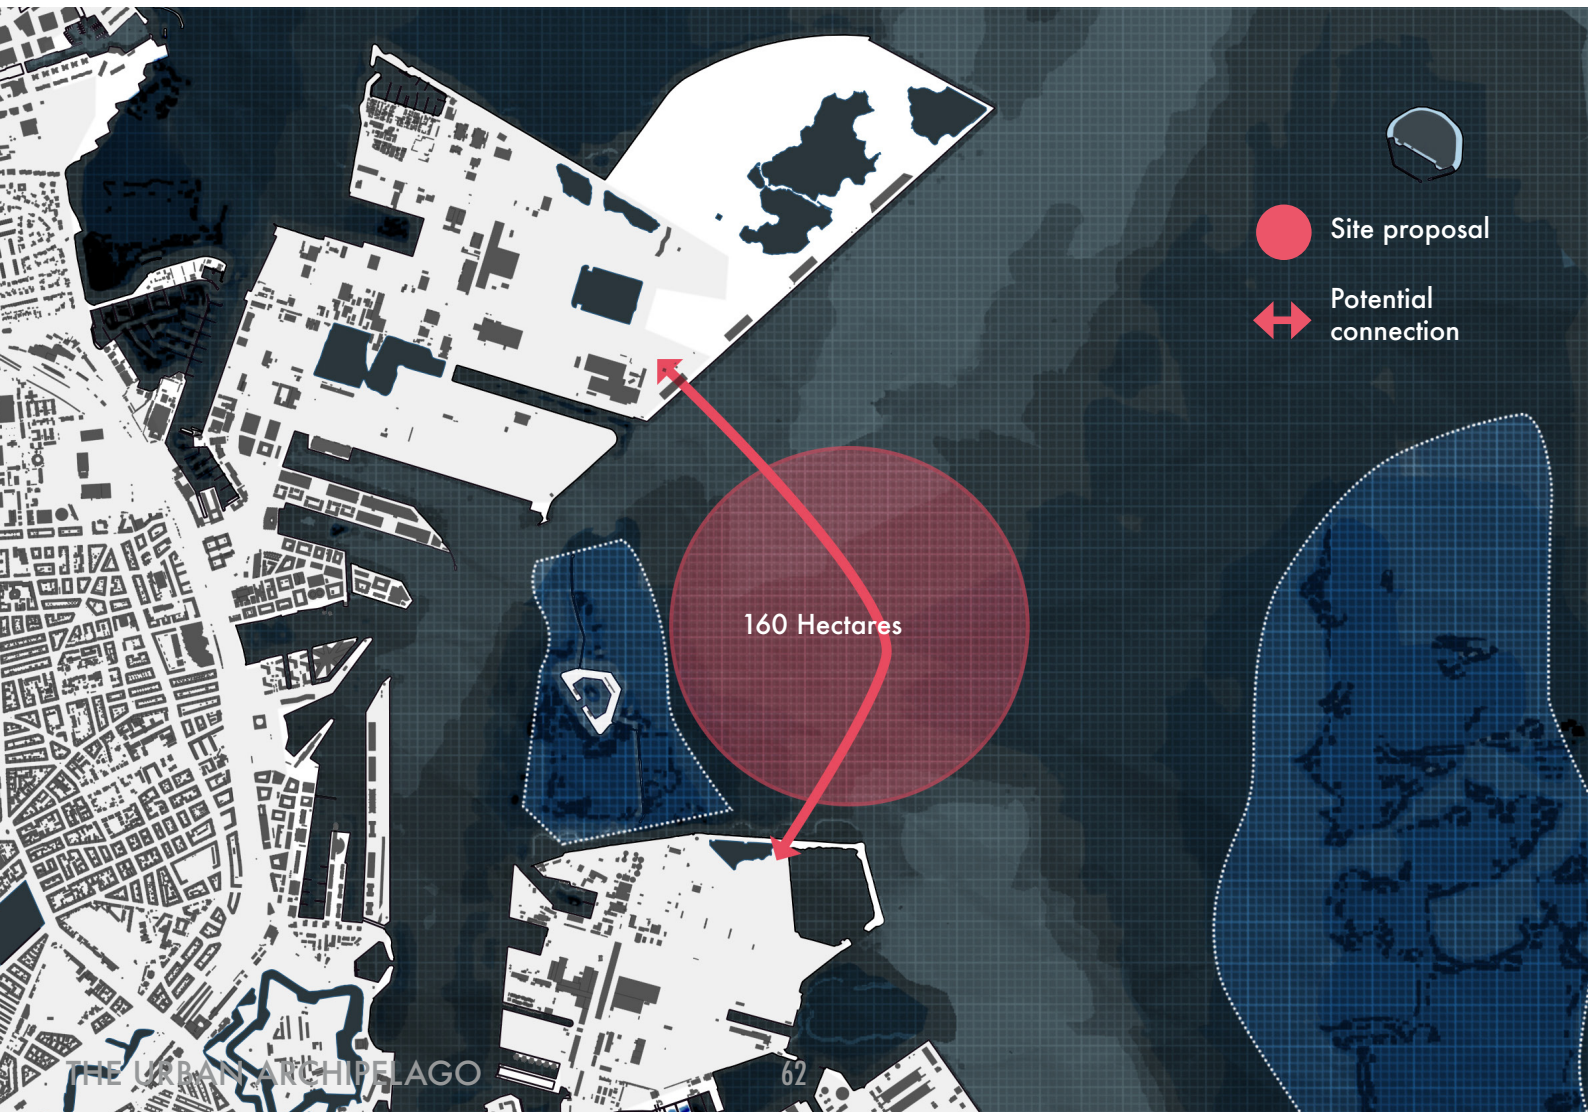 Site proposal
Potential
connection
160 Hectares
THE URBAN ARCHIPELAGO
62